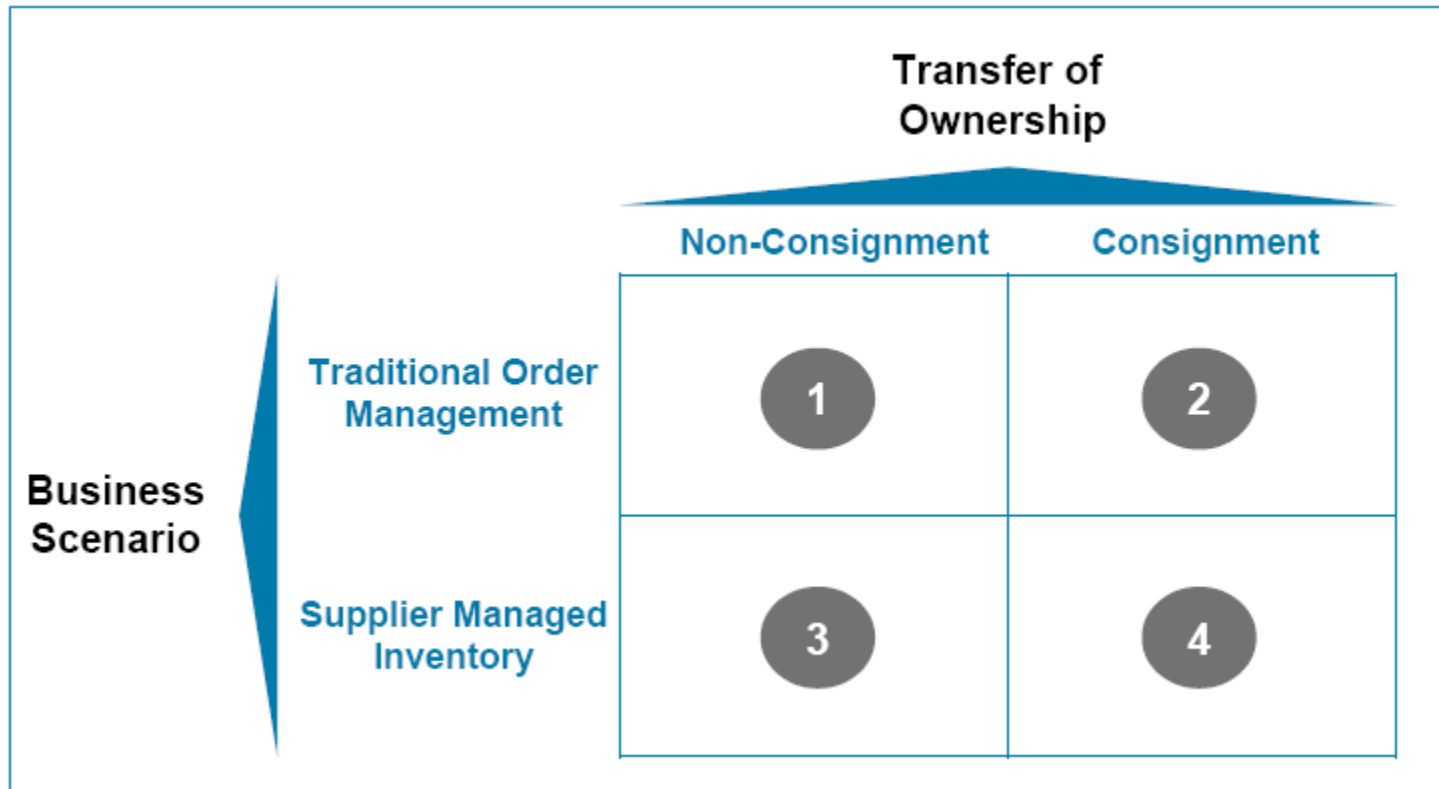 Transfer of
Ownership
Non-Consignment
Consignment
Traditional Order
Management
1
2
Business
Scenario
Supplier Managed
Inventory
3
4